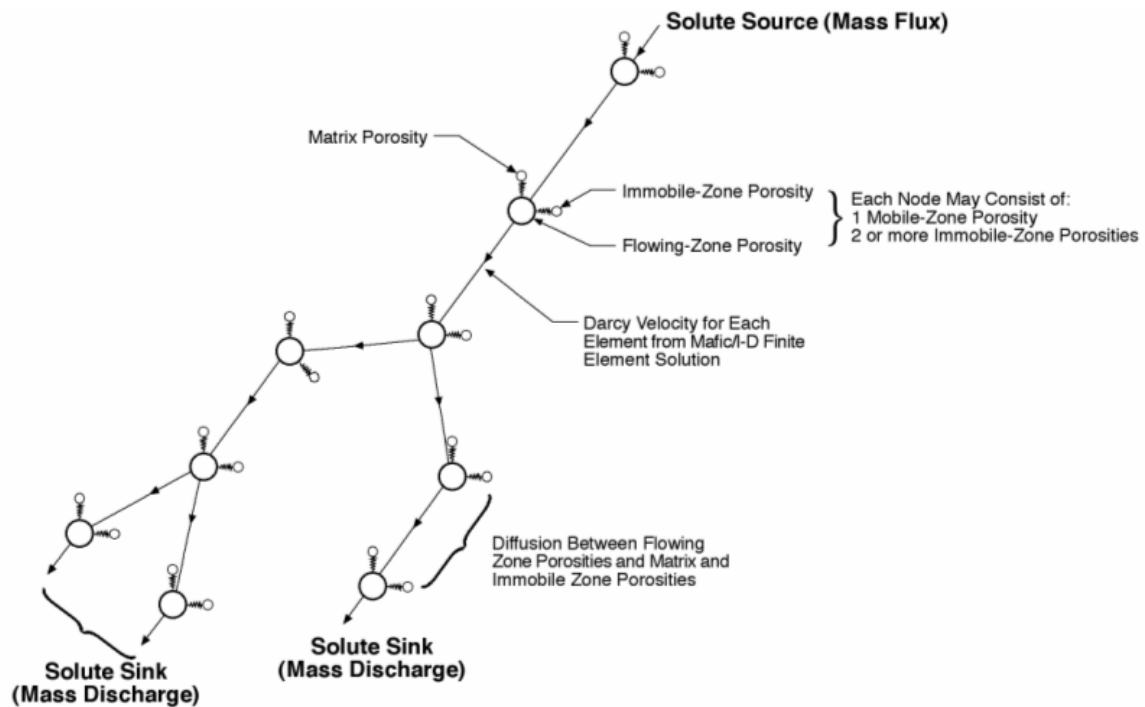 Solute Source (Mass Flux)
Matrix Porosity
Immobile-Zone Porosity
Flowing-Zone Porosity
Each Node May Consist of:
1 Mobile-Zone Porosity
2 or more Immobile-Zone Porosities
Darcy Velocity for Each
Element from Mafic/l-D Finite
Element Solution
Diffusion Between Flowing
Zone Porosities and Matrix and
Immobile Zone Porosities
Solute Sink
(Mass Discharge)
Solute Sink
(Mass Discharge)